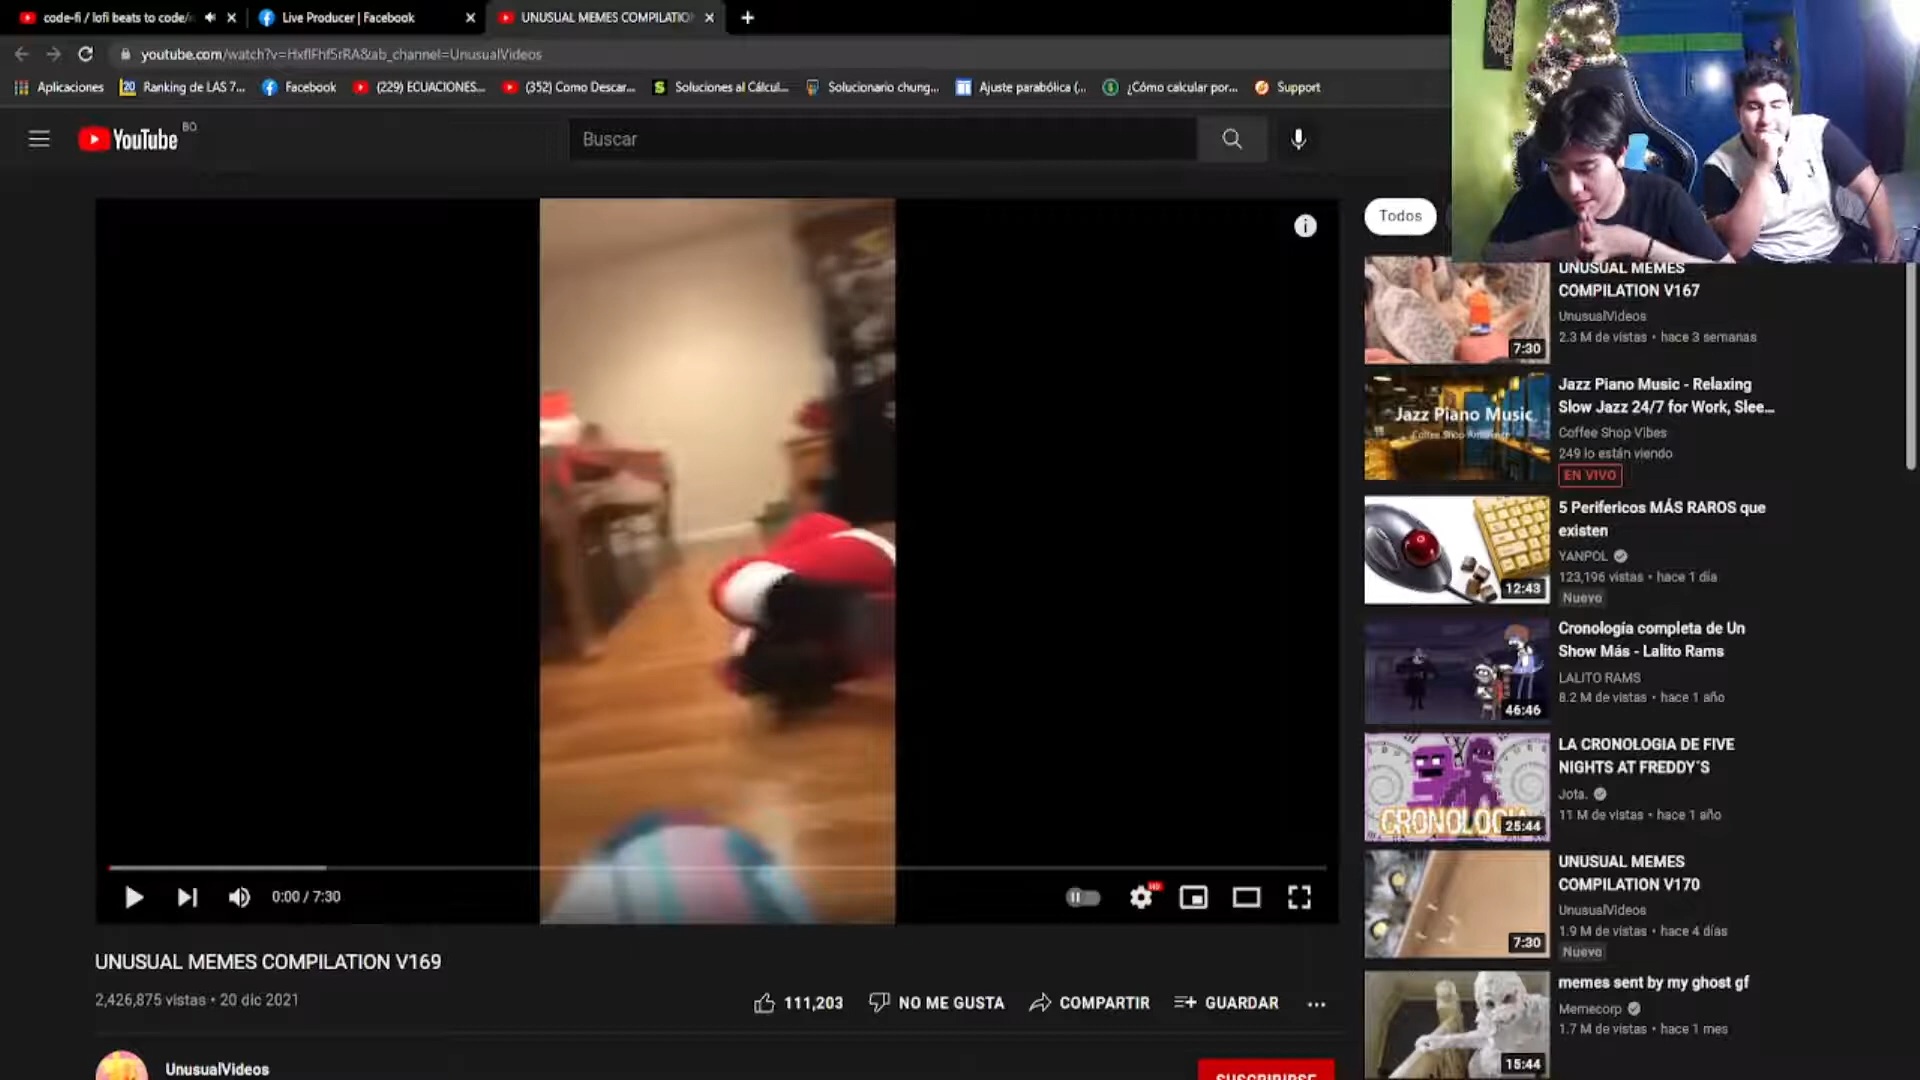 code-fi / lofi beats to code/
Live Producer | Facebook
UNUSUAL MEMES COMPILATIO
youtube.com/watch?v=HxflFhf5rRA&ab_channel=UnusualVideos
Aplicaciones
Ranking de LAS 7...
Facebook
(229) ECUACIONES...
(352) Como Descar...
Soluciones al Cálcul...
Solucionario chung...
Ajuste parabólica (...
¿Cómo calcular por...
Support
YouTube BO
Buscar
Todos
UNUSUAL MEMES
COMPILATION V167
UnusualVideos
2.3 M de vistas • hace 3 semanas
7:30
Jazz Piano Music - Relaxing
Slow Jazz 24/7 for Work, Slee...
Coffee Shop Vibes
249 lo están viendo
EN VIVO
Jazz Piano Music
5 Perifericos MÁS RAROS que
existen
YANPOL
123,196 vistas • hace 1 día
Nuevo
12:43
Cronología completa de Un
Show Más - Lalito Rams
LALITO RAMS
8.2 M de vistas • hace 1 año
46:46
LA CRONOLOGIA DE FIVE
NIGHTS AT FREDDY´S
Jota.
11 M de vistas • hace 1 año
25:44
UNUSUAL MEMES
COMPILATION V170
UnusualVideos
1.9 M de vistas • hace 4 días
Nuevo
7:30
memes sent by my ghost gf
Memecorp
1.7 M de vistas • hace 1 mes
15:44
0:00 / 7:30
HD
UNUSUAL MEMES COMPILATION V169
2,426,875 vistas • 20 dic 2021
111,203
NO ME GUSTA
COMPARTIR
GUARDAR
UnusualVideos
SUSCRIBIRSE